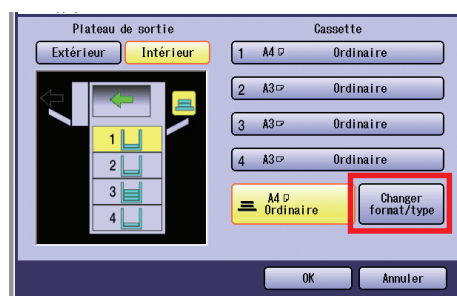 Plateau de sortie
Extérieur Intérieur
1
2
3
4
Cassette
1 A4 Ordinaire
2 A3 Ordinaire
3 A3 Ordinaire
4 A3 Ordinaire
A4
Ordinaire
Changer
format/type
OK Annuler